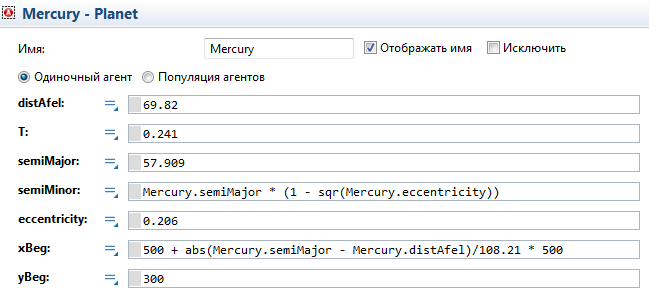 Mercury - Planet
Имя: Mercury Отображать имя Исключить
Одиночный агент Популяция агентов
distAfel: 69.82
T: 0.241
semiMajor: 57.909
semiMinor: Mercury.semiMajor * (1 - sqr(Mercury.eccentricity))
eccentricity: 0.206
xBeg: 500 + abs(Mercury.semiMajor - Mercury.distAfel)/108.21 * 500
yBeg: 300